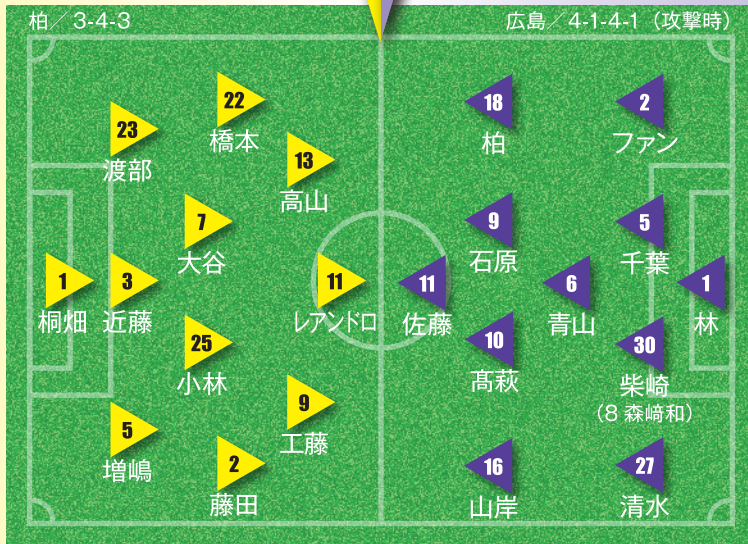 柏／3-4-3
広島／4-1-4-1（攻撃時）
1
桐畑
23
渡部
3
近藤
5
増嶋
22
橋本
7
大谷
25
小林
2
藤田
13
高山
11
レアンドロ
9
工藤
11
佐藤
18
柏
9
石原
10
髙萩
16
山岸
6
青山
2
ファン
5
千葉
30
柴崎
（8 森﨑和）
27
清水
1
林